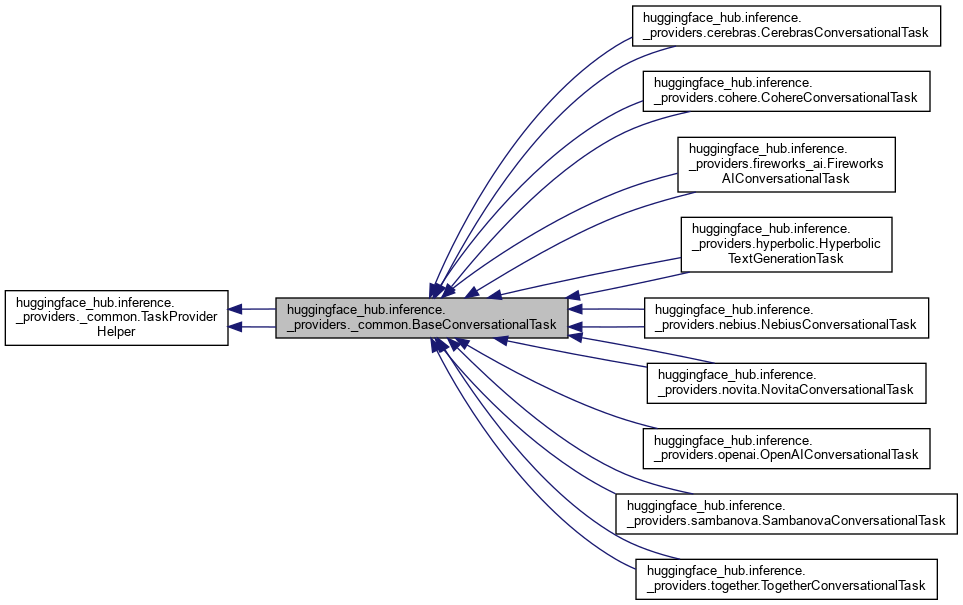 huggingface_hub.inference.
_providers.cerebras.CerebrasConversationalTask
huggingface_hub.inference.
_providers.cohere.CohereConversationalTask
huggingface_hub.inference.
_providers.fireworks_ai.Fireworks
AIConversationalTask
huggingface_hub.inference.
_providers.hyperbolic.Hyperbolic
TextGenerationTask
huggingface_hub.inference.
_providers._common.TaskProvider
Helper
huggingface_hub.inference.
_providers._common.BaseConversationalTask
huggingface_hub.inference.
_providers.nebius.NebiusConversationalTask
huggingface_hub.inference.
_providers.novita.NovitaConversationalTask
huggingface_hub.inference.
_providers.openai.OpenAIConversationalTask
huggingface_hub.inference.
_providers.sambanova.SambanovaConversationalTask
huggingface_hub.inference.
_providers.together.TogetherConversationalTask